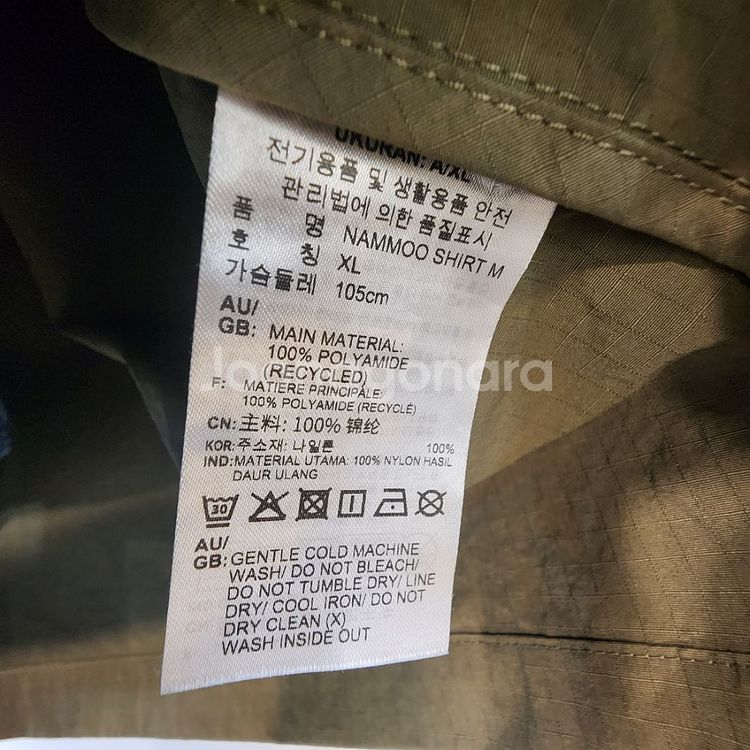 UKURAN: A/XL
전기용품 및 생활용품 안전
관리법에 의한 품질표시
품 명 NAMMOO SHIRT M
호 칭 XL
가슴둘레 105cm
AU/
GB: MAIN MATERIAL:
100% POLYAMIDE
(RECYCLED)
F: MATIERE PRINCIPALE:
100% POLYAMIDE (RECYCLÉ)
CN: 主料: 100% 锦纶
KOR: 주소재: 나일론 100%
IND: MATERIAL UTAMA: 100% NYLON HASIL
DAUR ULANG
30
AU/
GB: GENTLE COLD MACHINE
WASH/ DO NOT BLEACH/
DO NOT TUMBLE DRY/ LINE
DRY/ COOL IRON/ DO NOT
DRY CLEAN (X)
WASH INSIDE OUT
Joonggonara